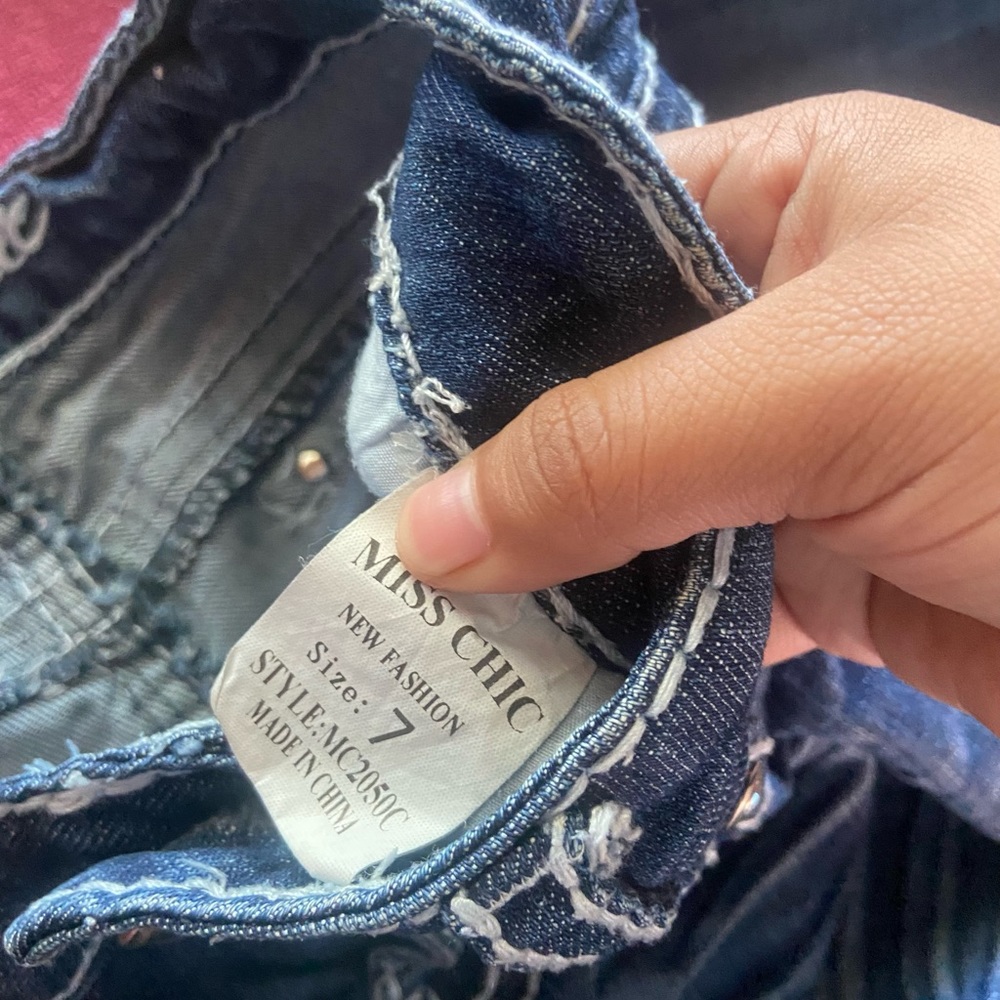 MISS CHIC
NEW FASHION
Size: 7
STYLE:MC2050C
MADE IN CHINA